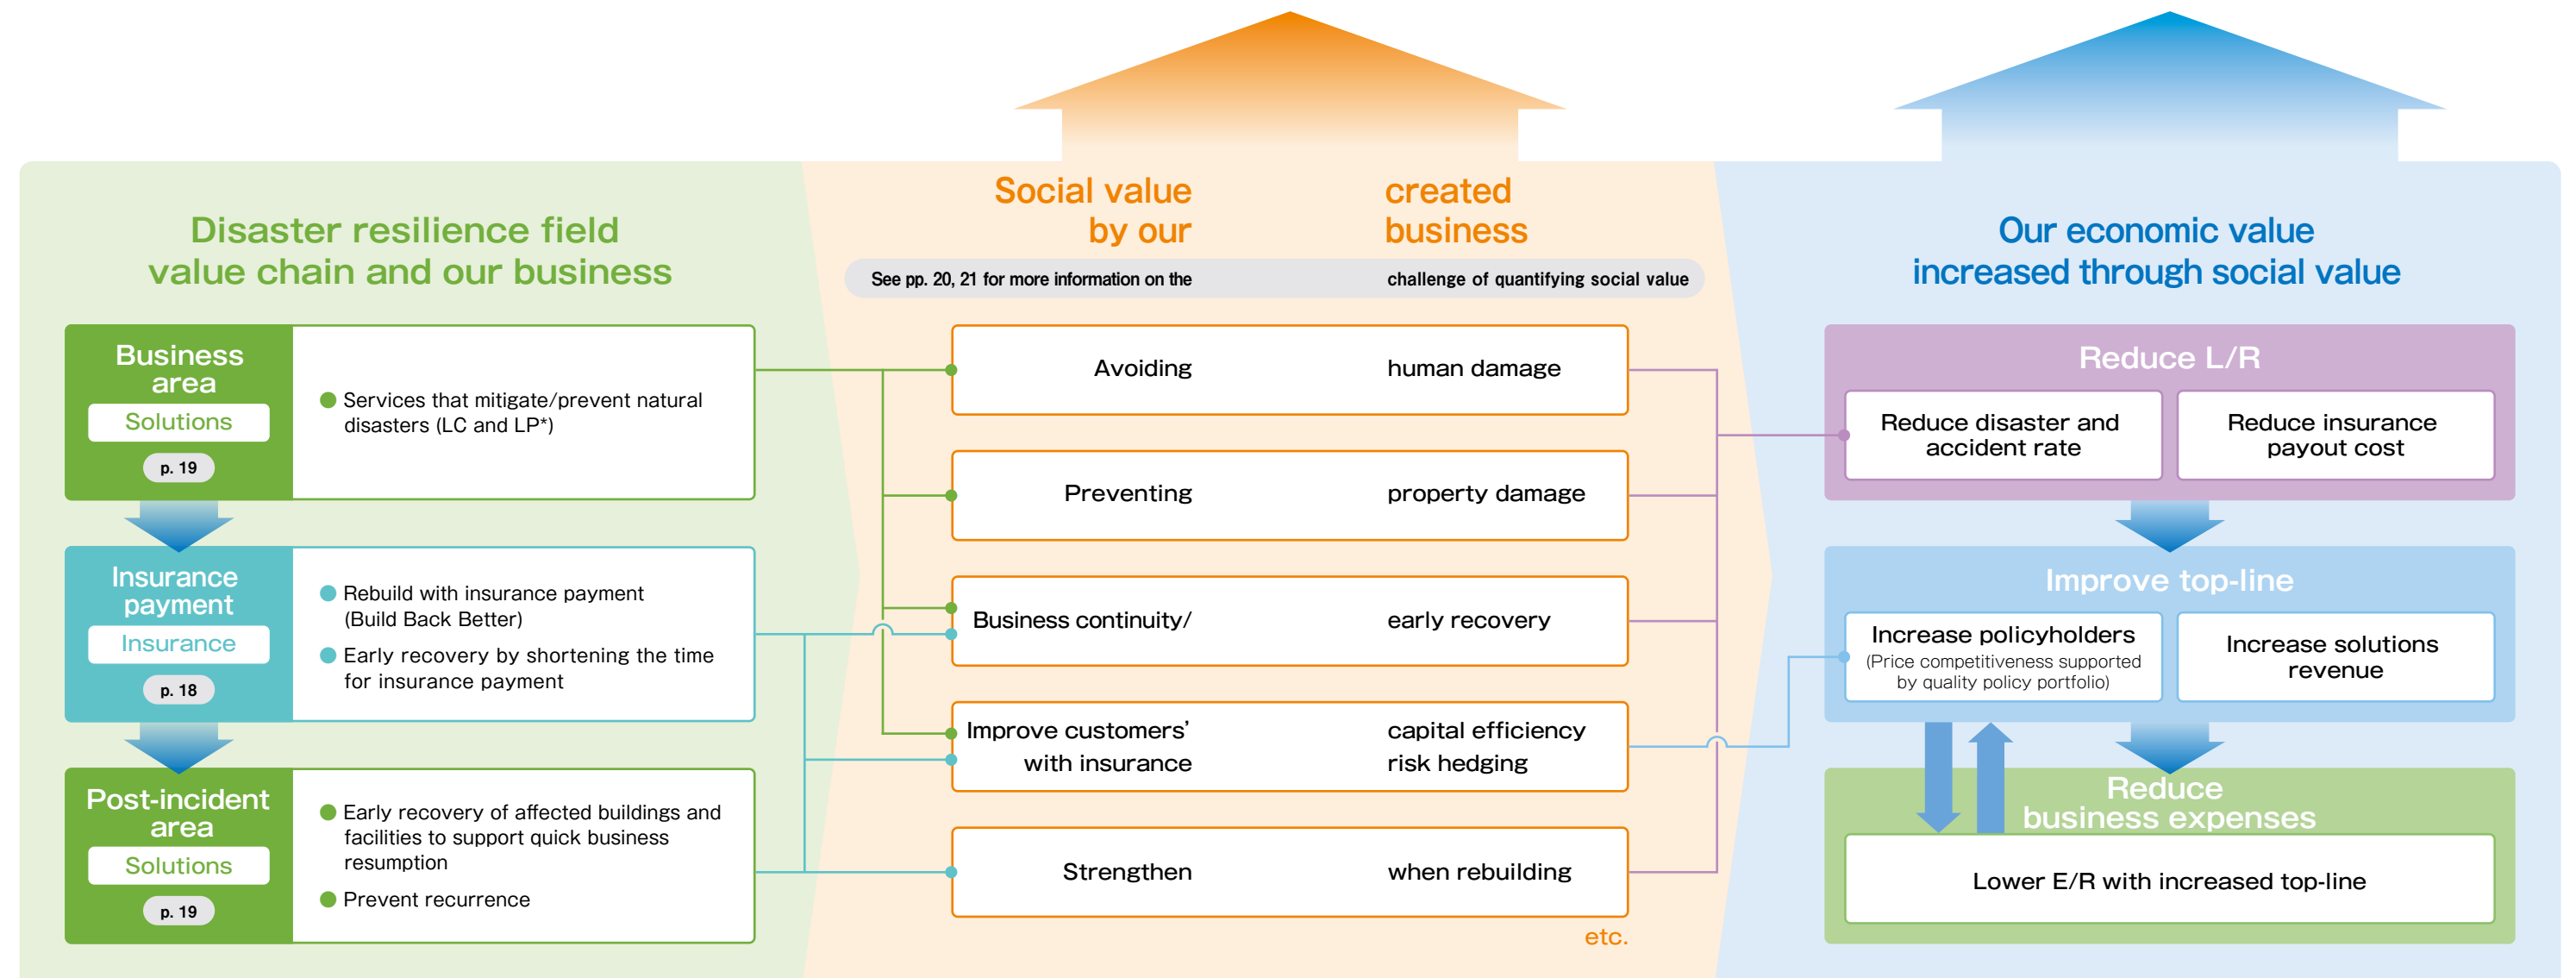 Disaster resilience field
value chain and our business
Business
area
Solutions
p. 19
● Services that mitigate/prevent natural
disasters (LC and LP*)
Insurance
payment
Insurance
p. 18
● Rebuild with insurance payment
(Build Back Better)
● Early recovery by shortening the time
for insurance payment
Post-incident
area
Solutions
p. 19
● Early recovery of affected buildings and
facilities to support quick business
resumption
● Prevent recurrence
Social value created
by our business
See pp. 20, 21 for more information on the challenge of quantifying social value
Avoiding human damage
Preventing property damage
Business continuity/ early recovery
Improve customers’ capital efficiency
with insurance risk hedging
Strengthen when rebuilding
etc.
Our economic value
increased through social value
Reduce L/R
Reduce disaster and
accident rate
Reduce insurance
payout cost
Improve top-line
Increase policyholders
(Price competitiveness supported
by quality policy portfolio)
Increase solutions
revenue
Reduce
business expenses
Lower E/R with increased top-line